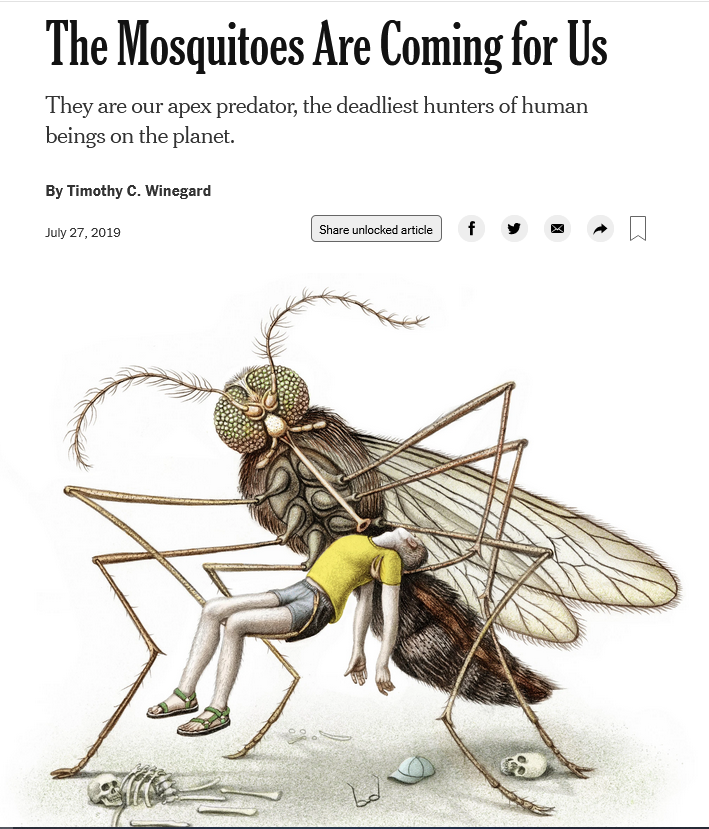 The Mosquitoes Are Coming for Us
They are our apex predator, the deadliest hunters of human
beings on the planet.
By Timothy C. Winegard
July 27, 2019
Share unlocked article